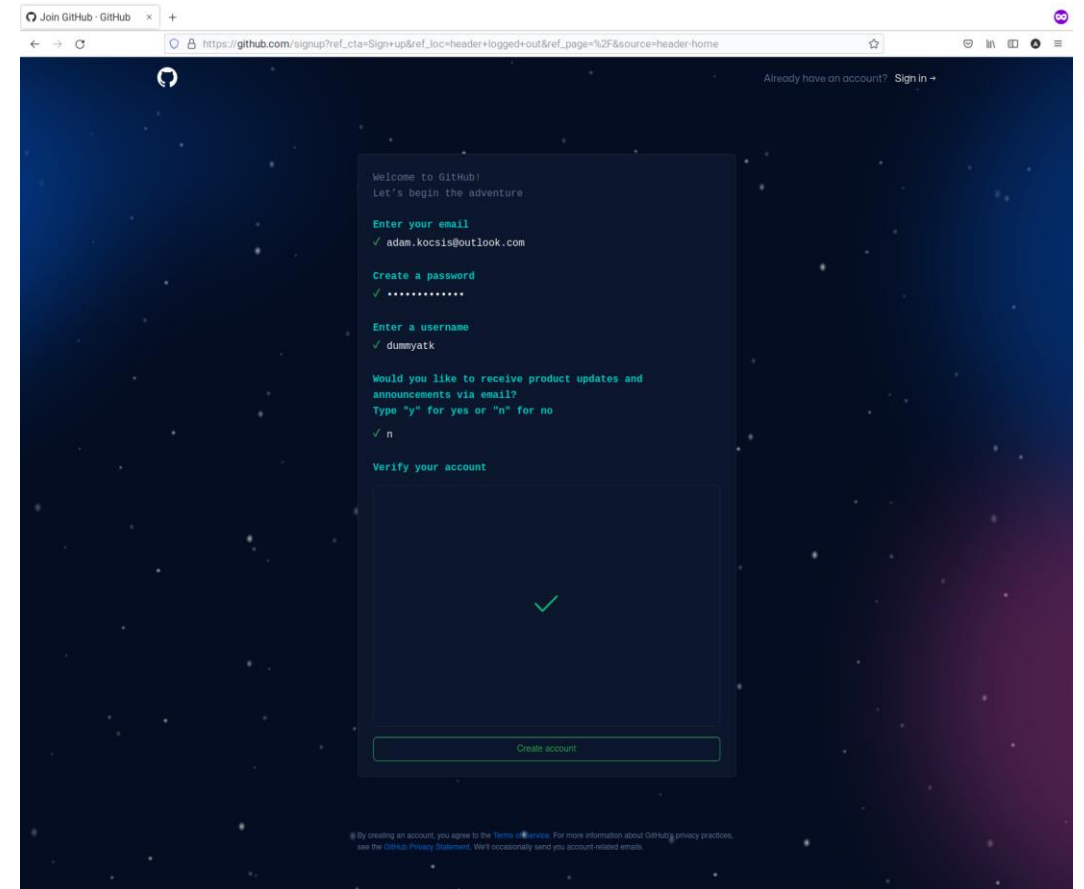 Join GitHub · GitHub
https://github.com/signup?ref_cta=Sign+up&ref_loc=header+logged+out&ref_page=%2F&source=header-home
Already have an account? Sign in →
Welcome to GitHub!
Let's begin the adventure
Enter your email
✓ adam.kocsis@outlook.com
Create a password
✓ •••••••••••••
Enter a username
✓ dummyatk
Would you like to receive product updates and
announcements via email?
Type "y" for yes or "n" for no
✓ n
Verify your account
Create account
By creating an account, you agree to the Terms of Service. For more information about GitHub's privacy practices,
see the GitHub Privacy Statement. We'll occasionally send you account-related emails.